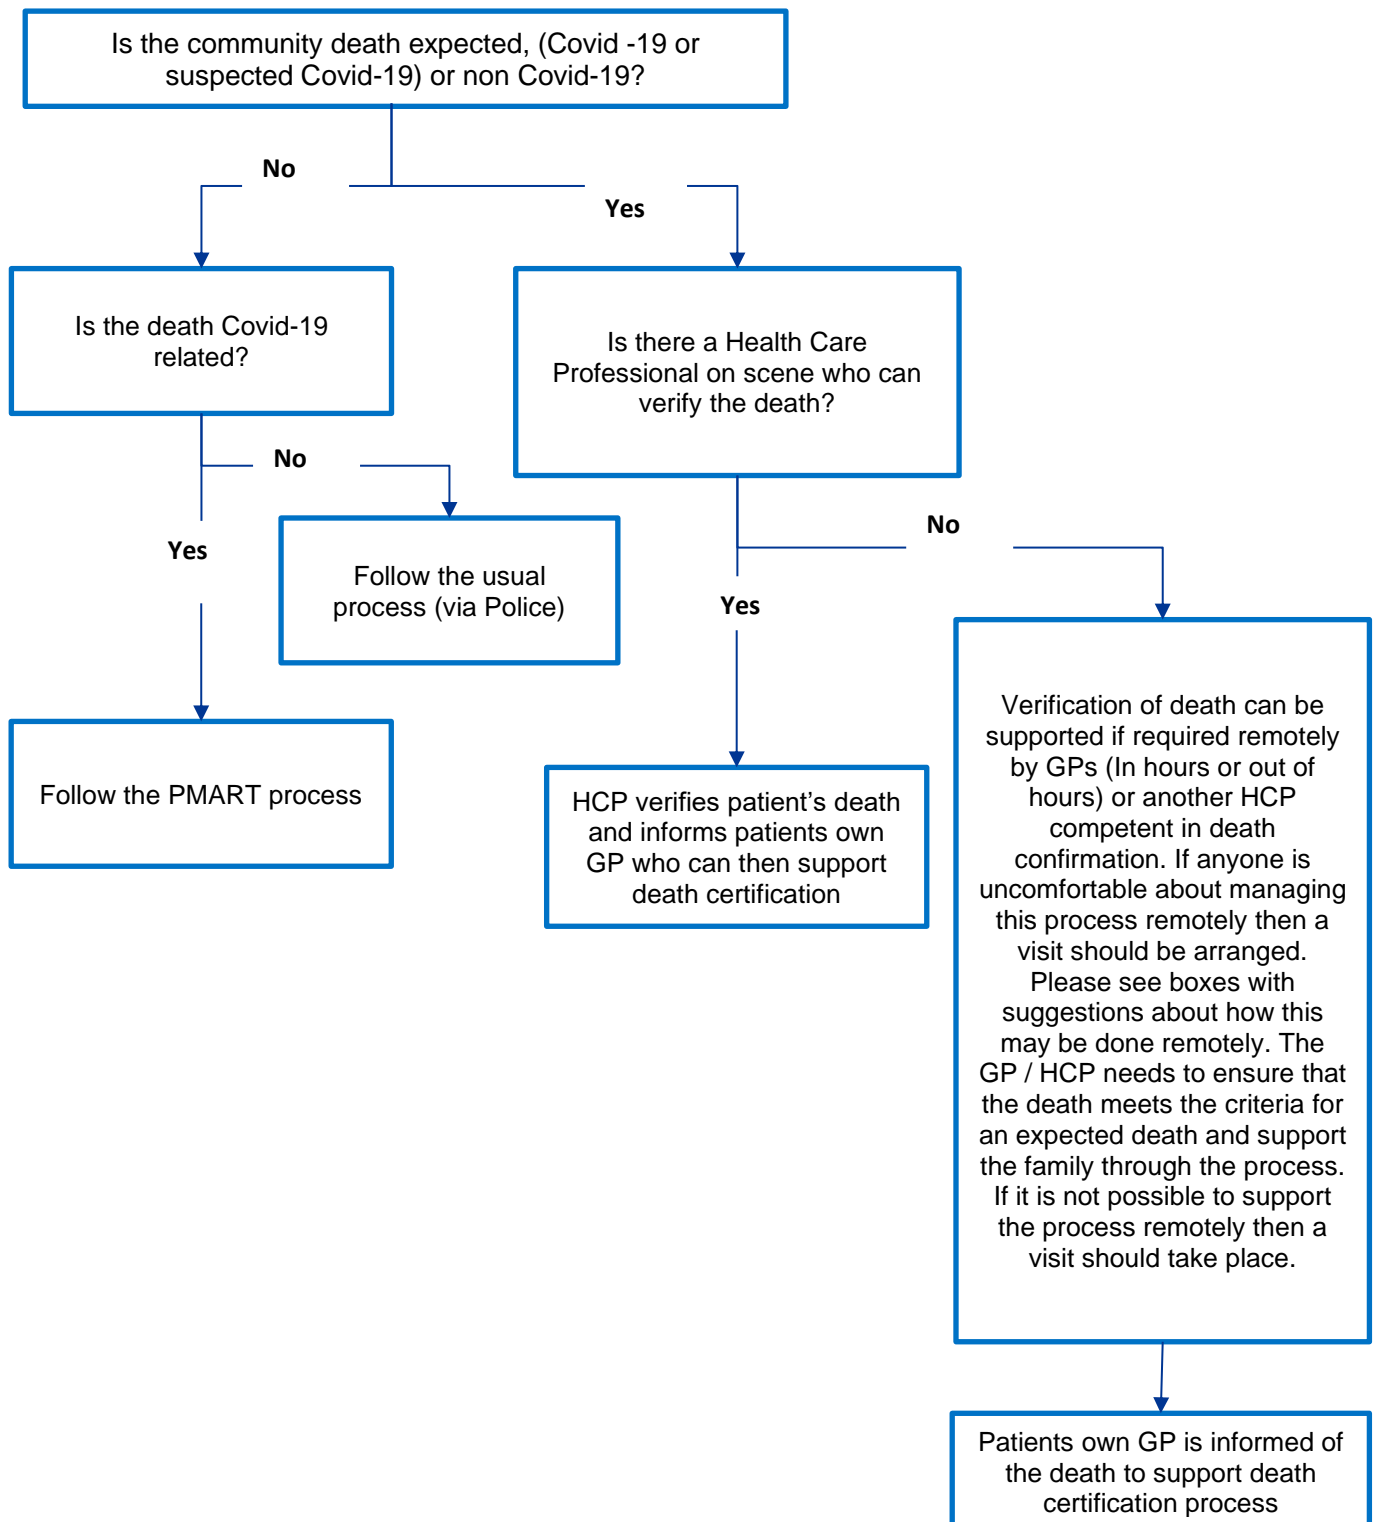 Is the community death expected, (Covid -19 or
suspected Covid-19) or non Covid-19?
No
Yes
Is the death Covid-19
related?
Is there a Health Care
Professional on scene who can
verify the death?
No
No
Yes
Follow the usual
process (via Police)
Yes
Follow the PMART process
HCP verifies patient’s death
and informs patients own
GP who can then support
death certification
Verification of death can be
supported if required remotely
by GPs (In hours or out of
hours) or another HCP
competent in death
confirmation. If anyone is
uncomfortable about managing
this process remotely then a
visit should be arranged.
Please see boxes with
suggestions about how this
may be done remotely. The
GP / HCP needs to ensure that
the death meets the criteria for
an expected death and support
the family through the process.
If it is not possible to support
the process remotely then a
visit should take place.
Patients own GP is informed of
the death to support death
certification process